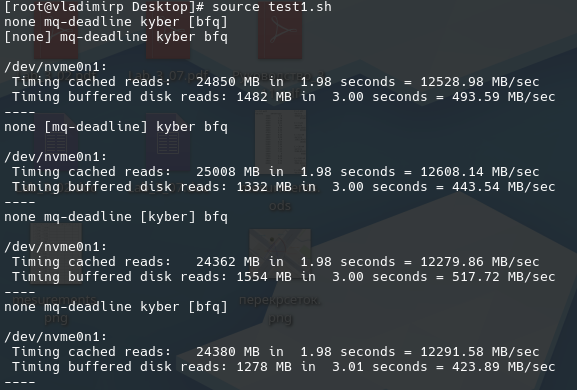 [root@vladimirp Desktop]# source test1.sh
none mq-deadline kyber [bfq]
[none] mq-deadline kyber bfq
/dev/nvme0n1:
Timing cached reads:   24850 MB in  1.98 seconds = 12528.98 MB/sec
Timing buffered disk reads: 1482 MB in  3.00 seconds = 493.59 MB/sec
----
none [mq-deadline] kyber bfq
/dev/nvme0n1:
Timing cached reads:   25008 MB in  1.98 seconds = 12608.14 MB/sec
Timing buffered disk reads: 1332 MB in  3.00 seconds = 443.54 MB/sec
ods
----
none mq-deadline [kyber] bfq
/dev/nvme0n1:
Timing cached reads:   24362 MB in  1.98 seconds = 12279.86 MB/sec
Timing buffered disk reads: 1554 MB in  3.00 seconds = 517.72 MB/sec
----
none mq-deadline kyber [bfq]
png
png
/dev/nvme0n1:
Timing cached reads:   24380 MB in  1.98 seconds = 12291.58 MB/sec
Timing buffered disk reads: 1278 MB in  3.01 seconds = 423.89 MB/sec
----